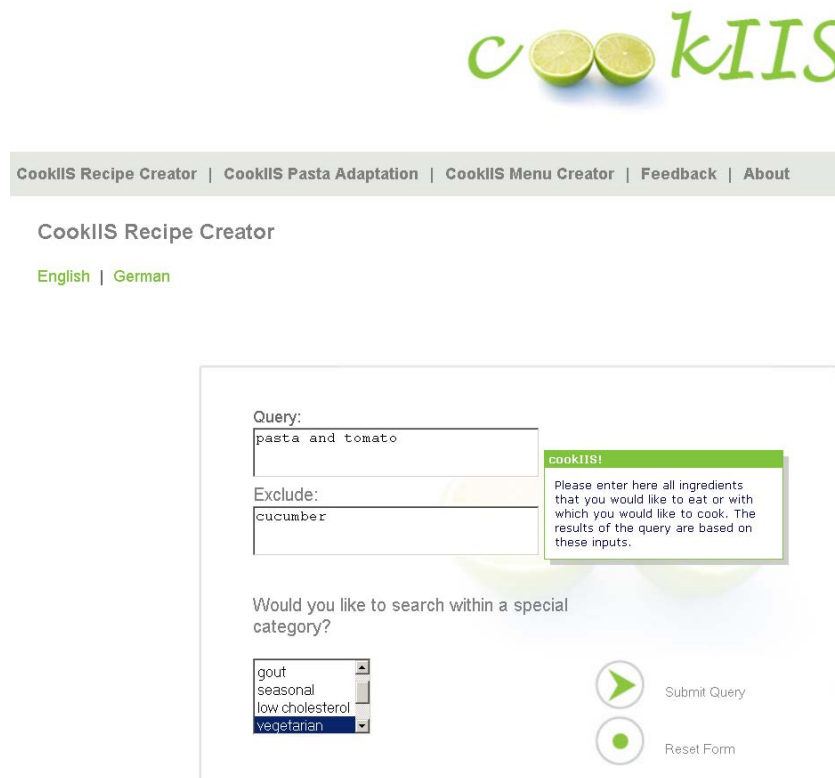 cookIIS
CookIIS Recipe Creator | CookIIS Pasta Adaptation | CookIIS Menu Creator | Feedback | About
CookIIS Recipe Creator
English | German
Query:
pasta and tomato
cookIIS!
Please enter here all ingredients
that you would like to eat or with
which you would like to cook. The
results of the query are based on
these inputs.
Exclude:
cucumber
Would you like to search within a special
category?
gout
seasonal
low cholesterol
vegetarian
Submit Query
Reset Form